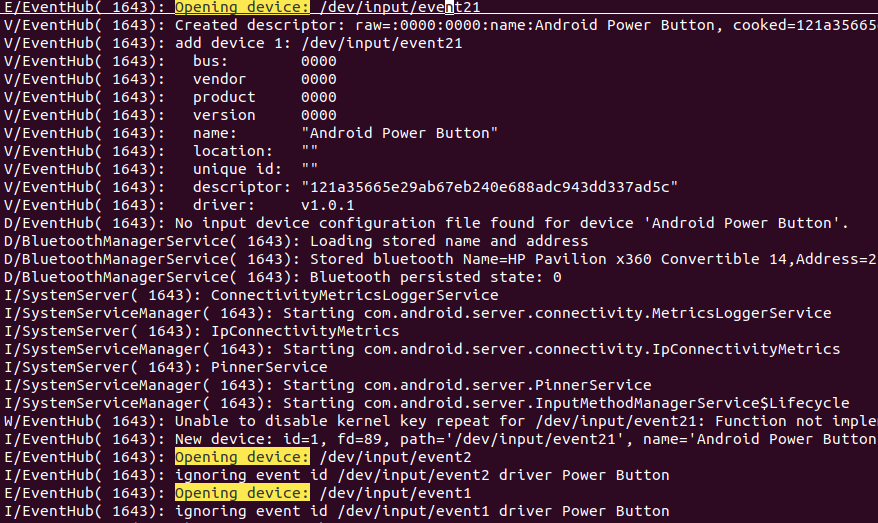 E/EventHub( 1643): Opening device: /dev/input/event21
V/EventHub( 1643): Created descriptor: raw=:0000:0000:name:Android Power Button, cooked=121a35665
V/EventHub( 1643): add device 1: /dev/input/event21
V/EventHub( 1643):   bus:        0000
V/EventHub( 1643):   vendor      0000
V/EventHub( 1643):   product     0000
V/EventHub( 1643):   version     0000
V/EventHub( 1643):   name:       "Android Power Button"
V/EventHub( 1643):   location:   ""
V/EventHub( 1643):   unique id:  ""
V/EventHub( 1643):   descriptor: "121a35665e29ab67eb240e688adc943dd337ad5c"
V/EventHub( 1643):   driver:     v1.0.1
D/EventHub( 1643): No input device configuration file found for device 'Android Power Button'.
D/BluetoothManagerService( 1643): Loading stored name and address
D/BluetoothManagerService( 1643): Stored bluetooth Name=HP Pavilion x360 Convertible 14,Address=2
D/BluetoothManagerService( 1643): Bluetooth persisted state: 0
I/SystemServer( 1643): ConnectivityMetricsLoggerService
I/SystemServiceManager( 1643): Starting com.android.server.connectivity.MetricsLoggerService
I/SystemServer( 1643): IpConnectivityMetrics
I/SystemServiceManager( 1643): Starting com.android.server.connectivity.IpConnectivityMetrics
I/SystemServer( 1643): PinnerService
I/SystemServiceManager( 1643): Starting com.android.server.PinnerService
I/SystemServiceManager( 1643): Starting com.android.server.InputMethodManagerService$Lifecycle
W/EventHub( 1643): Unable to disable kernel key repeat for /dev/input/event21: Function not imple
I/EventHub( 1643): New device: id=1, fd=89, path='/dev/input/event21', name='Android Power Button
E/EventHub( 1643): Opening device: /dev/input/event2
I/EventHub( 1643): ignoring event id /dev/input/event2 driver Power Button
E/EventHub( 1643): Opening device: /dev/input/event1
I/EventHub( 1643): ignoring event id /dev/input/event1 driver Power Button